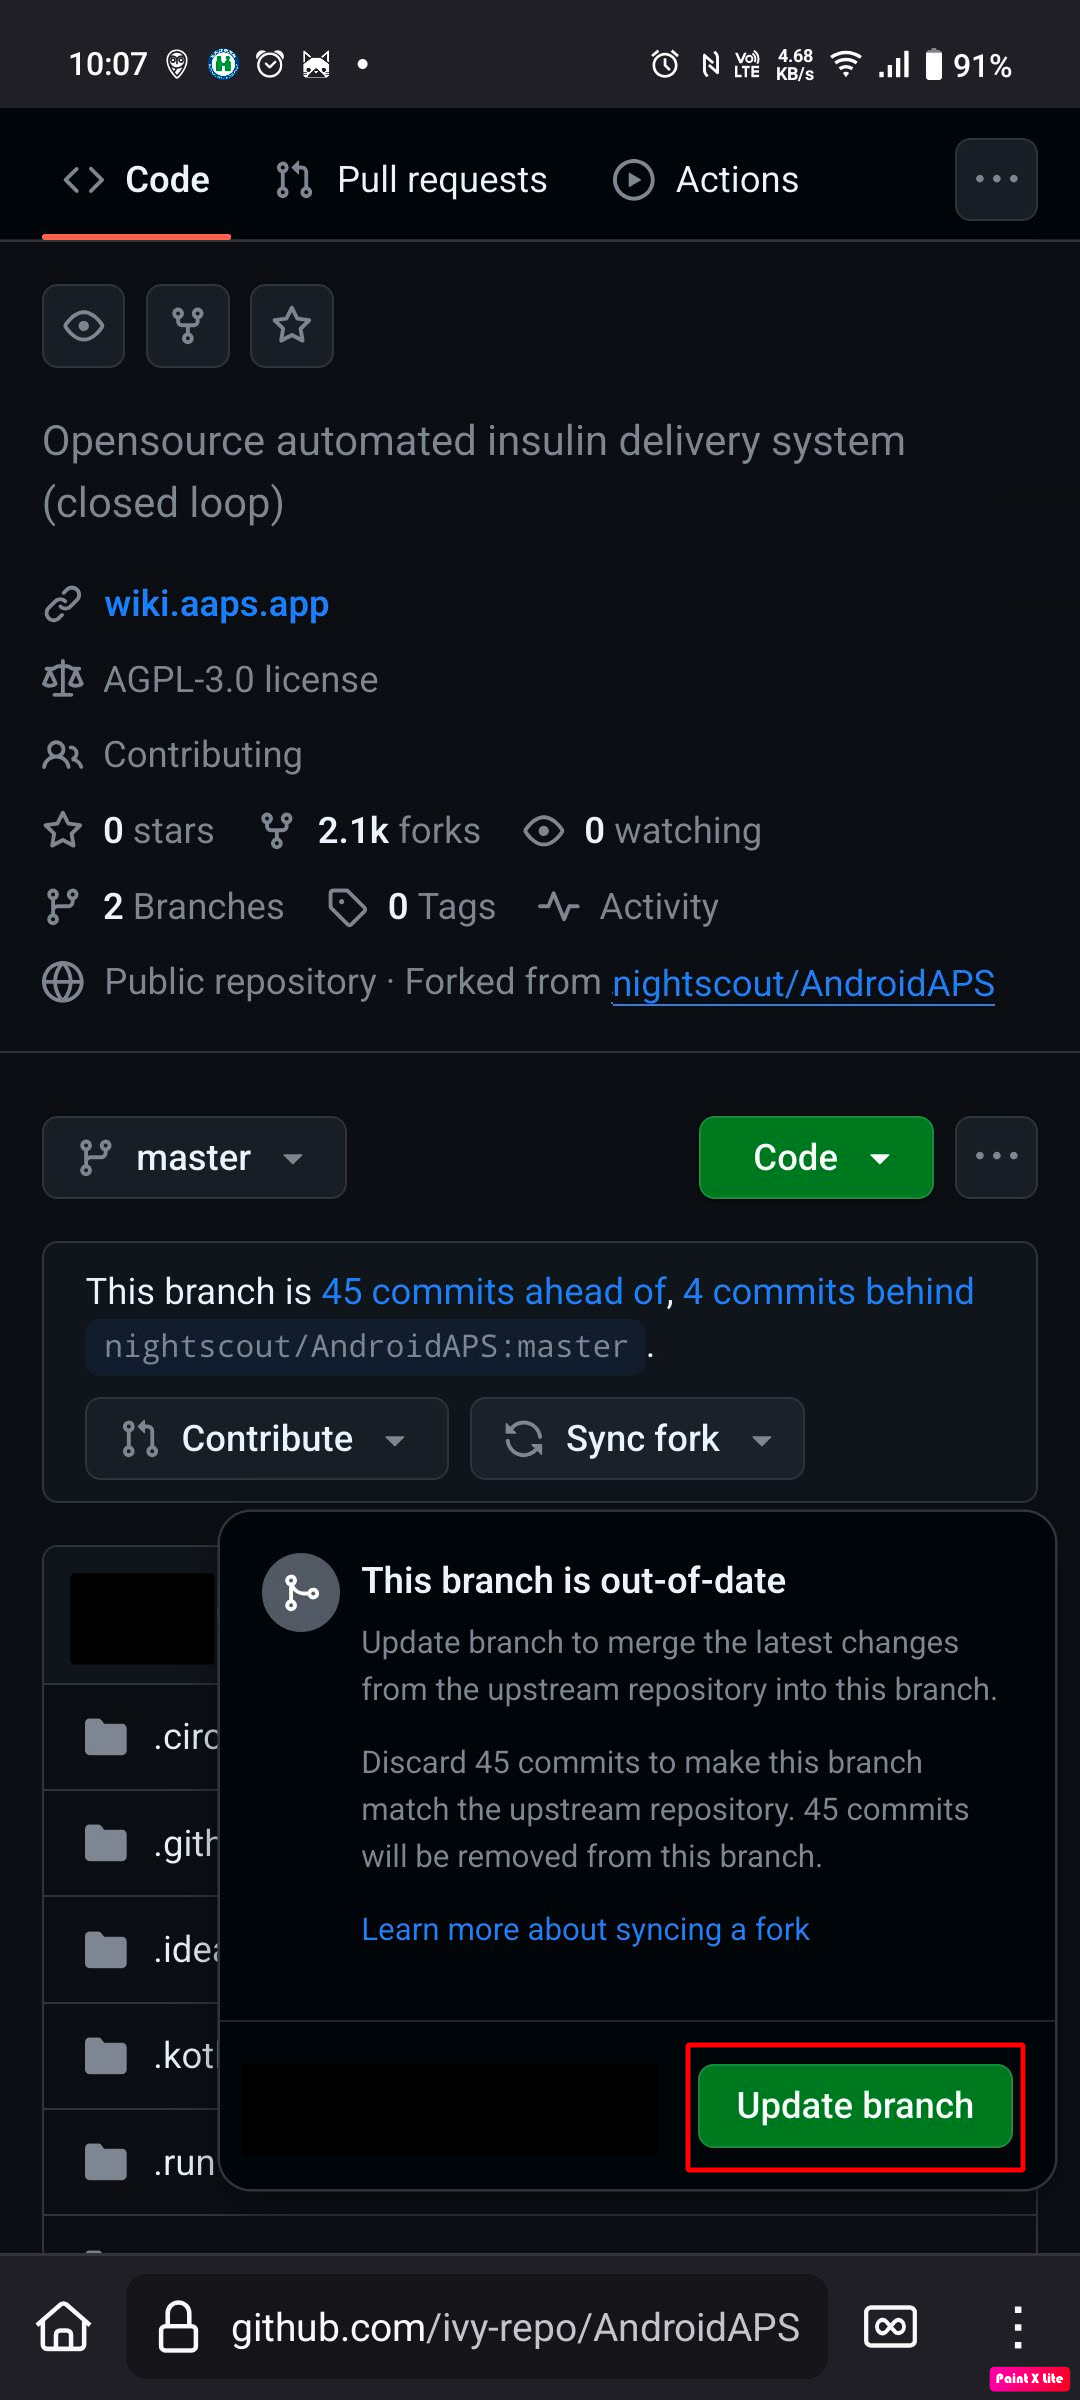 10:07
Vo)) LTE
4.68 KB/s
91%
Code
Pull requests
Actions
Opensource automated insulin delivery system
(closed loop)
wiki.aaps.app
AGPL-3.0 license
Contributing
0 stars
2.1k forks
0 watching
2 Branches
0 Tags
Activity
Public repository · Forked from nightscout/AndroidAPS
master
Code
This branch is 45 commits ahead of, 4 commits behind
nightscout/AndroidAPS:master .
Contribute
Sync fork
This branch is out-of-date
Update branch to merge the latest changes
from the upstream repository into this branch.
Discard 45 commits to make this branch
match the upstream repository. 45 commits
will be removed from this branch.
Learn more about syncing a fork
.circ
.gith
.idea
.kotl
.run
Update branch
github.com/ivy-repo/AndroidAPS
Paint X Lite